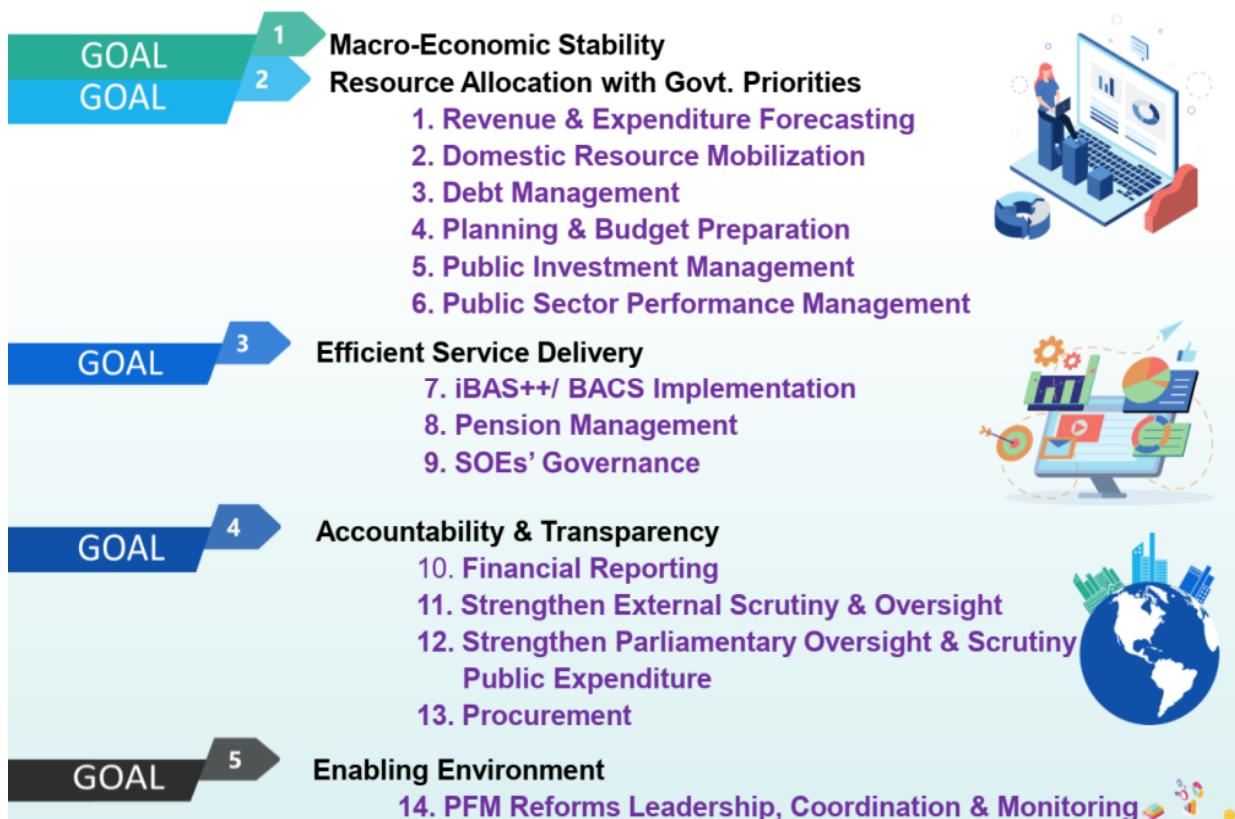 GOAL 1 Macro-Economic Stability
GOAL 2 Resource Allocation with Govt. Priorities
1. Revenue & Expenditure Forecasting
2. Domestic Resource Mobilization
3. Debt Management
4. Planning & Budget Preparation
5. Public Investment Management
6. Public Sector Performance Management
GOAL 3 Efficient Service Delivery
7. iBAS++/ BACS Implementation
8. Pension Management
9. SOEs’ Governance
GOAL 4 Accountability & Transparency
10. Financial Reporting
11. Strengthen External Scrutiny & Oversight
12. Strengthen Parliamentary Oversight & Scrutiny
Public Expenditure
13. Procurement
GOAL 5 Enabling Environment
14. PFM Reforms Leadership, Coordination & Monitoring